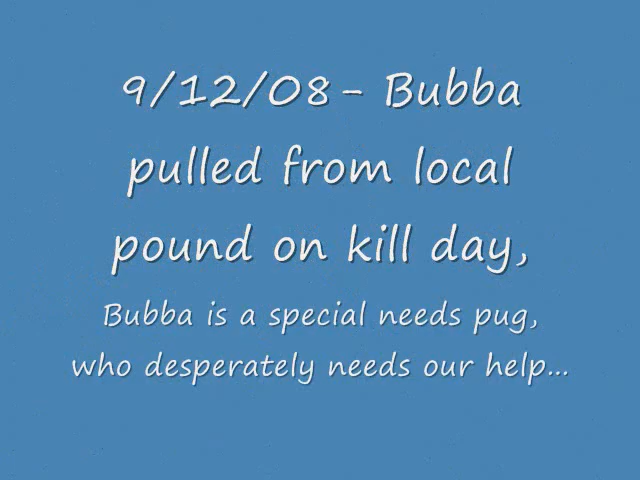 9/12/08- Bubba
pulled from local
pound on kill day,
Bubba is a special needs pug,
who desperately needs our help...